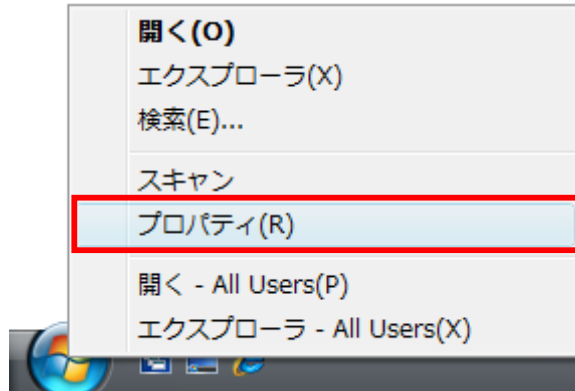 開く(O)
エクスプローラ(X)
検索(E)...
スキャン
プロパティ(R)
開く - All Users(P)
エクスプローラ - All Users(X)